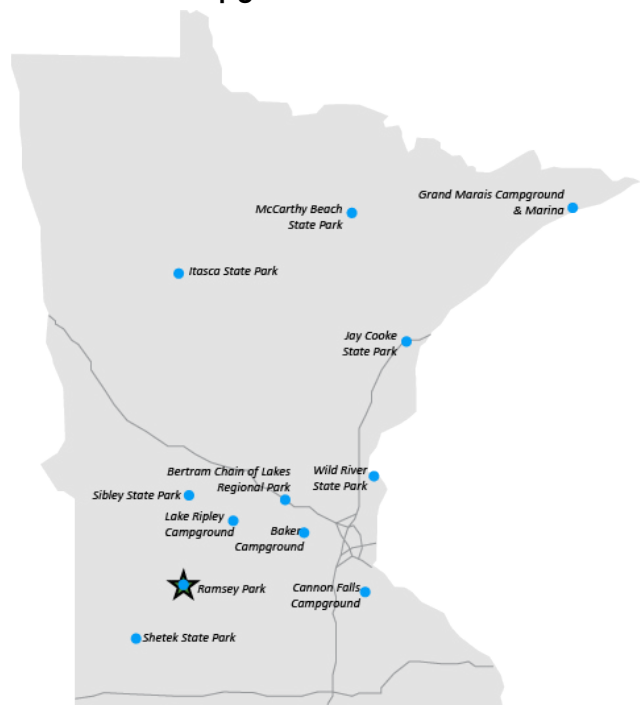 Grand Marais Campground
& Marina
McCarthy Beach
State Park
Itasca State Park
Jay Cooke
State Park
Bertram Chain of Lakes
Regional Park
Wild River
State Park
Sibley State Park
Lake Ripley
Campground
Baker
Campground
Ramsey Park
Cannon Falls
Campground
Shetek State Park